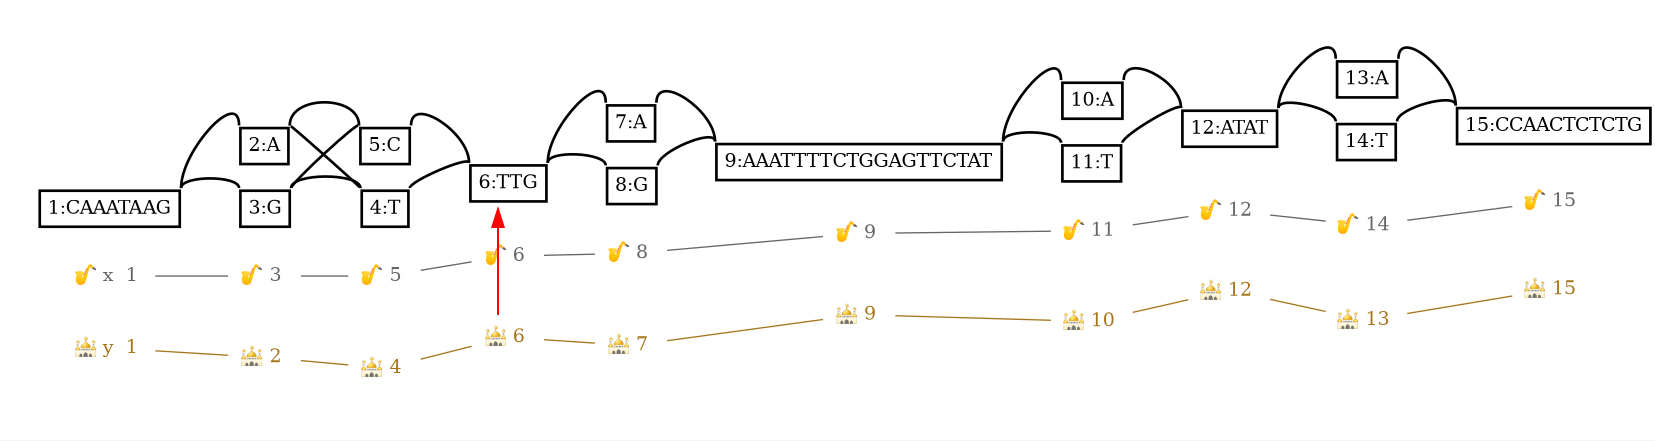 13:A
10:A
7:A
2:A 5:C 12:ATAT 14:T 15:CCAACTCTCTG
6:TTG 8:G 9:AAATTTTCTGGAGTTCTAT 11:T
1:CAAATAAG 3:G 4:T
x 1 3 5 6 8 9 11 12 14 15
y 1 2 4 6 7 9 10 12 13 15